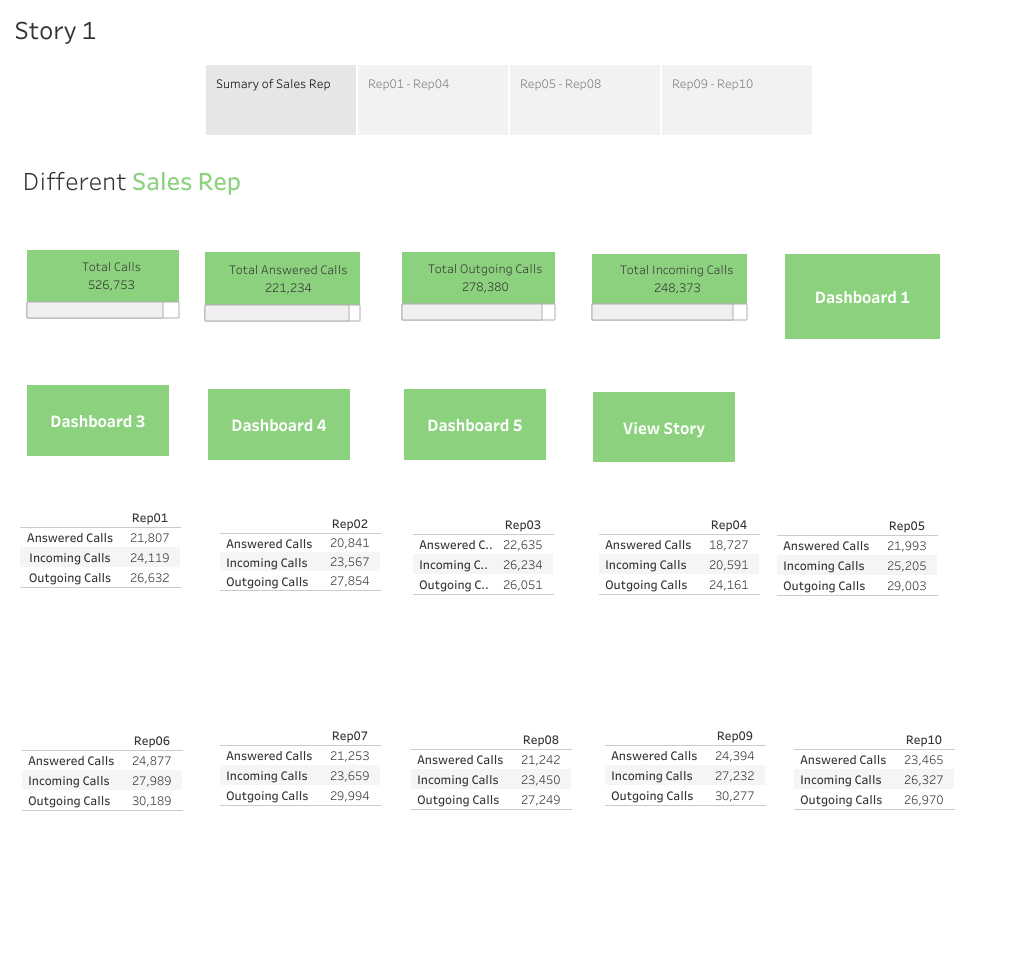 Story 1
Sumary of Sales Rep
Rep01 - Rep04
Rep05 - Rep08
Rep09 - Rep10
Different Sales Rep
Total Calls
526,753
Total Answered Calls
221,234
Total Outgoing Calls
278,380
Total Incoming Calls
248,373
Dashboard 1
Dashboard 3
Dashboard 4
Dashboard 5
View Story
Rep01
Answered Calls 21,807
Incoming Calls 24,119
Outgoing Calls 26,632
Rep02
Answered Calls 20,841
Incoming Calls 23,567
Outgoing Calls 27,854
Rep03
Answered C.. 22,635
Incoming C.. 26,234
Outgoing C.. 26,051
Rep04
Answered Calls 18,727
Incoming Calls 20,591
Outgoing Calls 24,161
Rep05
Answered Calls 21,993
Incoming Calls 25,205
Outgoing Calls 29,003
Rep06
Answered Calls 24,877
Incoming Calls 27,989
Outgoing Calls 30,189
Rep07
Answered Calls 21,253
Incoming Calls 23,659
Outgoing Calls 29,994
Rep08
Answered Calls 21,242
Incoming Calls 23,450
Outgoing Calls 27,249
Rep09
Answered Calls 24,394
Incoming Calls 27,232
Outgoing Calls 30,277
Rep10
Answered Calls 23,465
Incoming Calls 26,327
Outgoing Calls 26,970